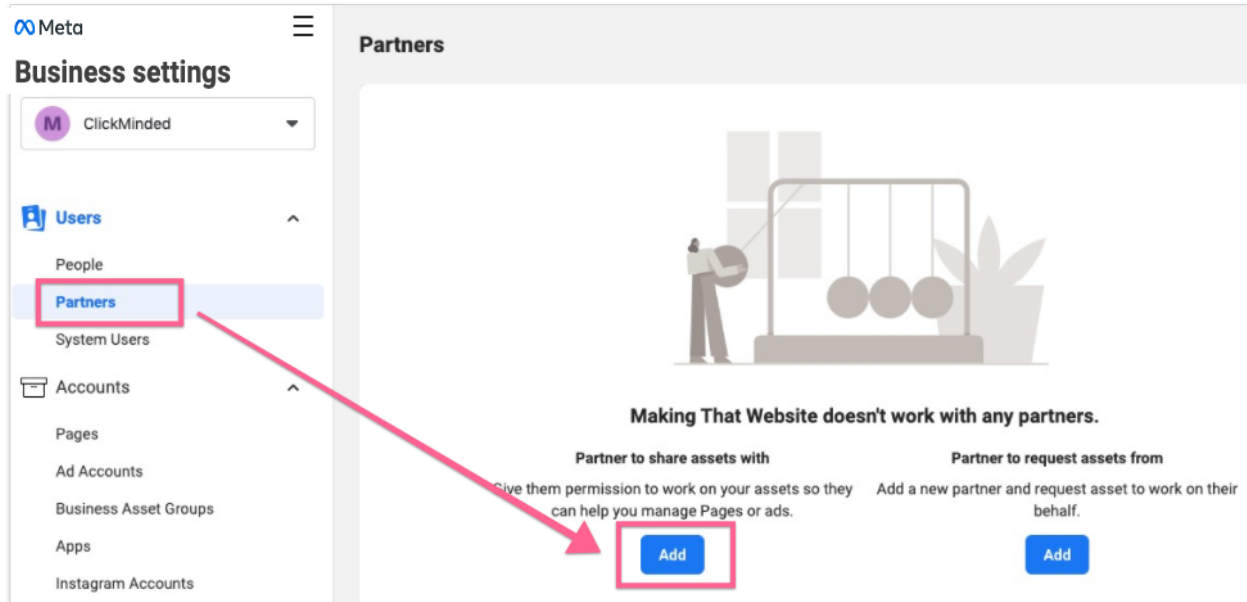 Meta
Business settings
M
ClickMinded
Users
People
Partners
System Users
Accounts
Pages
Ad Accounts
Business Asset Groups
Apps
Instagram Accounts
Partners
Making That Website doesn't work with any partners.
Partner to share assets with
Give them permission to work on your assets so they
can help you manage Pages or ads.
Add
Partner to request assets from
Add a new partner and request asset to work on their
behalf.
Add